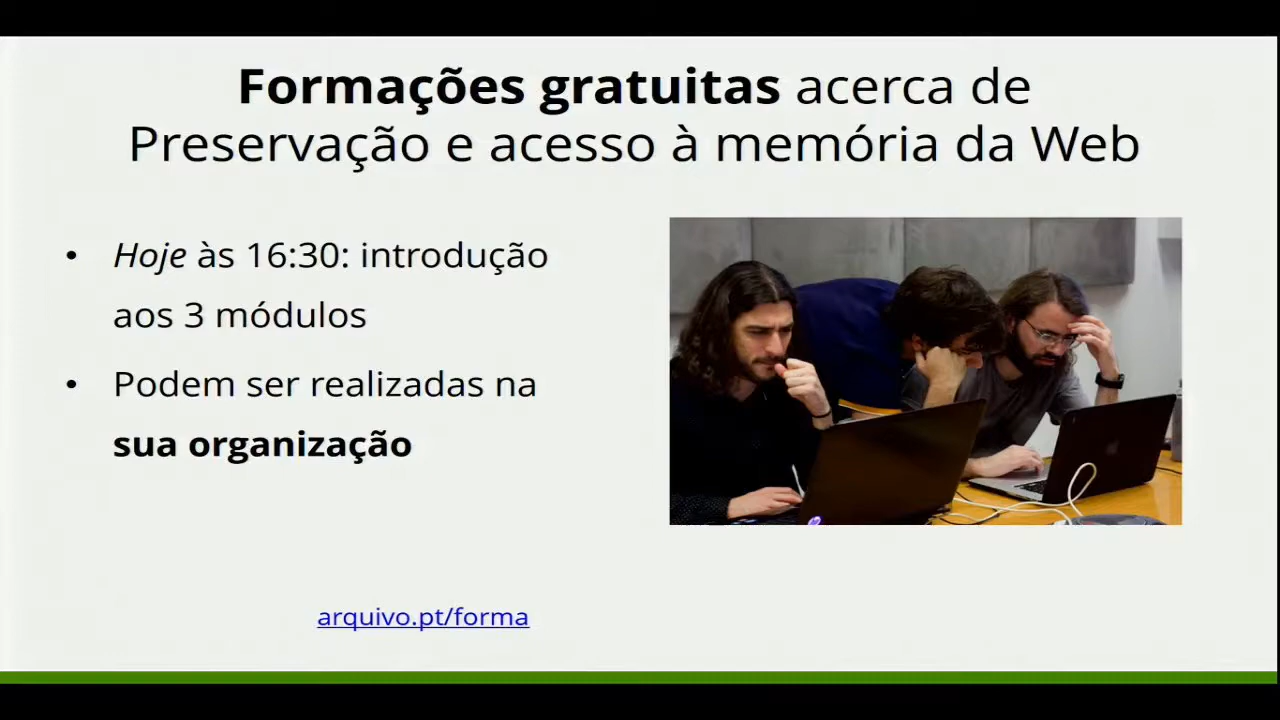 Formações gratuitas acerca de
Preservação e acesso à memória da Web
• Hoje às 16:30: introdução
aos 3 módulos
• Podem ser realizadas na
sua organização
arquivo.pt/forma